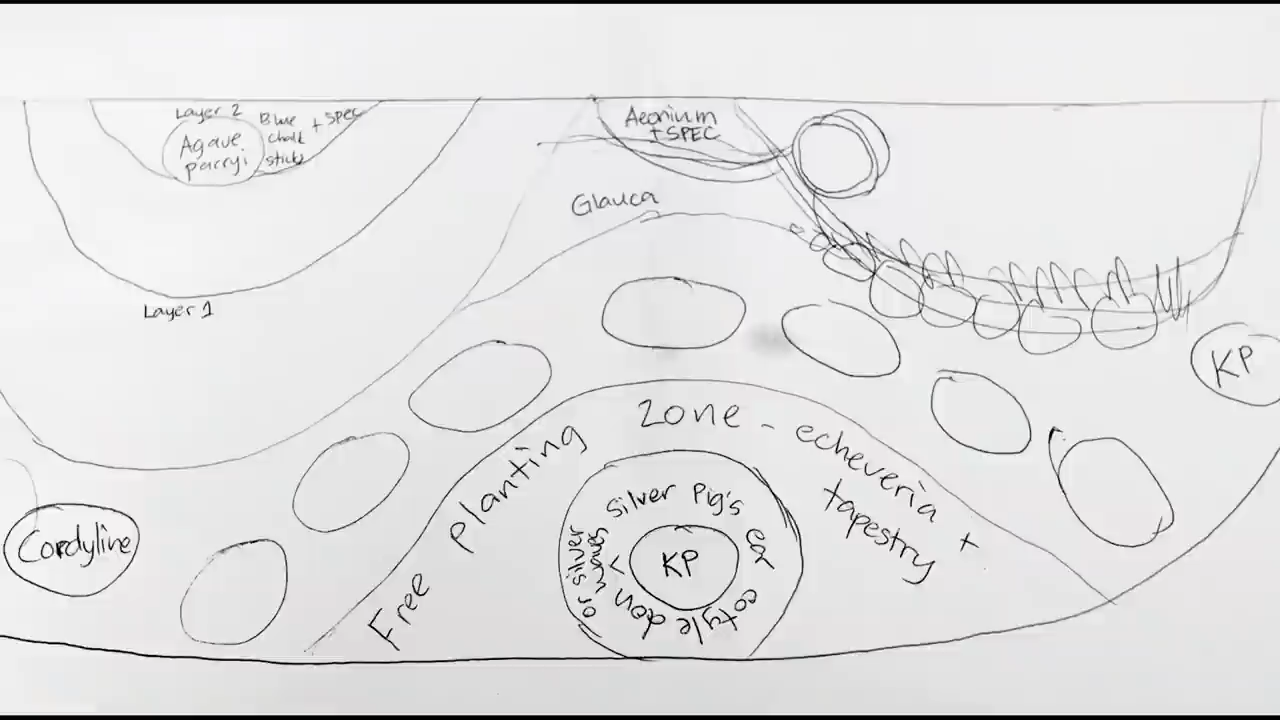 Layer 2
Agave parryi
Blue chalk sticks
+ SPEC
Aeonium
+ SPEC
Glauca
Layer 1
KP
Free planting zone - echeveria +
tapestry
Cordyline
Silver Pig's ear cotyledon
or silver waves
KP